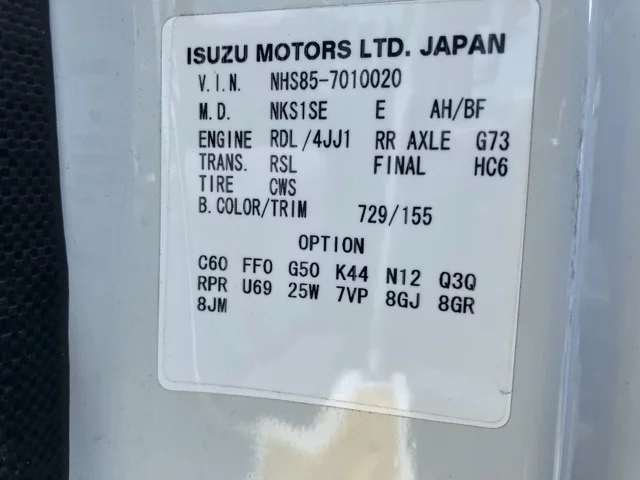 ISUZU MOTORS LTD. JAPAN
V.I.N. NHS85-7010020
M.D. NKS1SE E AH/BF
ENGINE RDL/4JJ1 RR AXLE G73
TRANS. RSL FINAL HC6
TIRE CWS
B.COLOR/TRIM 729/155
OPTION
C60 FF0 G50 K44 N12 Q3Q
RPR U69 25W 7VP 8GJ 8GR
8JM